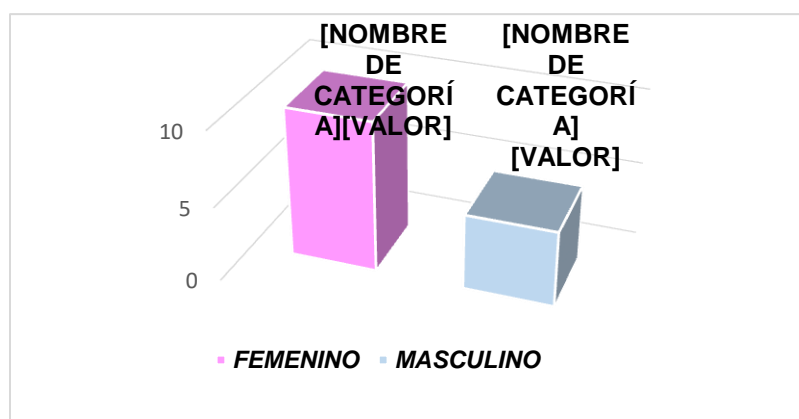 [NOMBRE
DE
CATEGORÍ
A][VALOR]
[NOMBRE
DE
CATEGORÍ
A]
[VALOR]
10
5
0
FEMENINO
MASCULINO